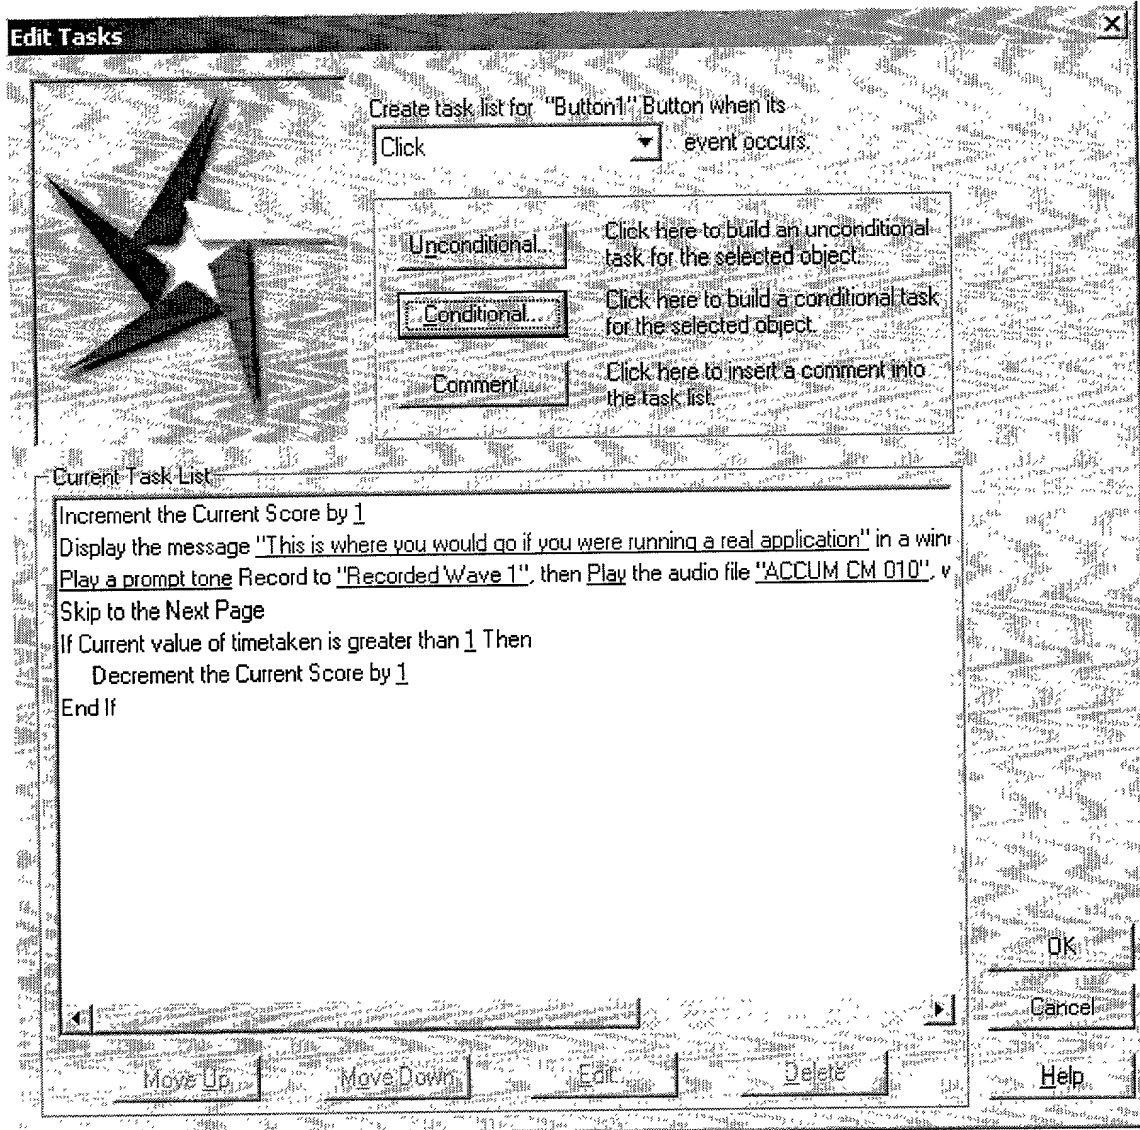 Edit Tasks
Create task list for "Button1" Button when its
Click
event occurs.
Unconditional...
Click here to build an unconditional
task for the selected object.
Conditional...
Click here to build a conditional task
for the selected object.
Comment...
Click here to insert a comment into
the task list.
Current Task List
Increment the Current Score by 1
Display the message "This is where you would go if you were running a real application" in a win
Play a prompt tone Record to "Recorded Wave 1", then Play the audio file "ACCUM CM 010", v
Skip to the Next Page
If Current value of timetaken is greater than 1 Then
Decrement the Current Score by 1
End If
OK
Cancel
Move Up
Move Down
Edit...
Delete
Help